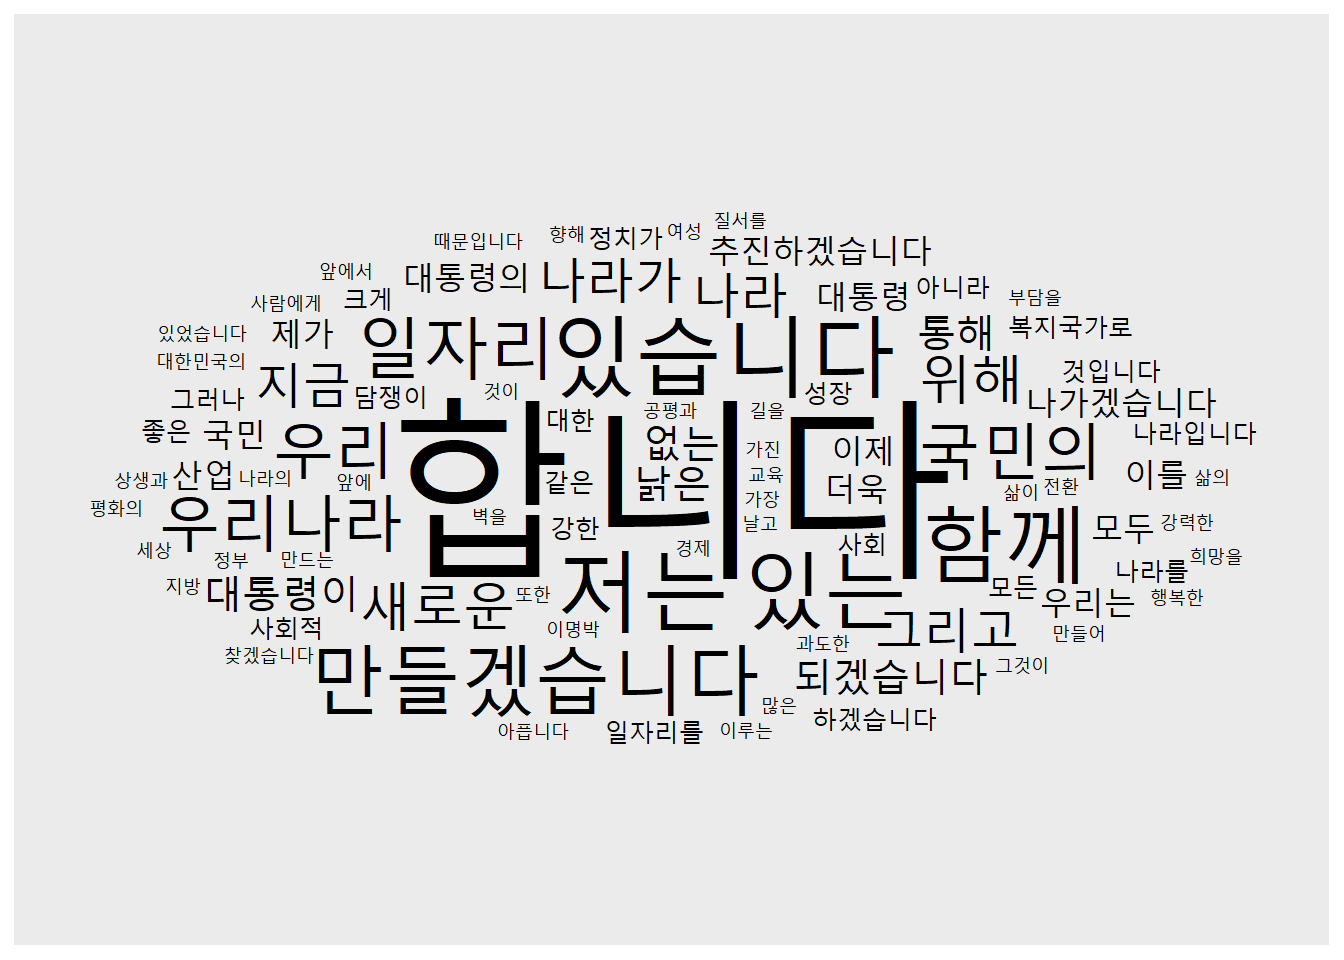 질서를
때문입니다 향해 정치가 여성 추진하겠습니다
앞에서 대통령의 나라가 나라 대통령 아니라 부담을
사람에게 크게
있었습니다 제가 일자리 있습니다 통해 복지국가로
대한민국의 지금 위해 것입니다
그러나 담쟁이 것이 성장 나가겠습니다
좋은 국민 우리 합니다 대한 공평과 길을 국민의 나라입니다
없는 가진 이제
상생과 산업 나라의 앞에 같은 낡은 교육 더욱 삶이 전환 이를 삶의
평화의 우리나라 벽을 강한 가장 함께 모두 강력한
날고
세상 정부 만드는 경제 사회 나라를 희망을
지방 대통령이 새로운 또한 저는 있는 모든 우리는 행복한
사회적 이명박 그리고 만들어
찾겠습니다 만들겠습니다 과도한 되겠습니다 그것이
많은 하겠습니다
아픕니다 일자리를 이루는